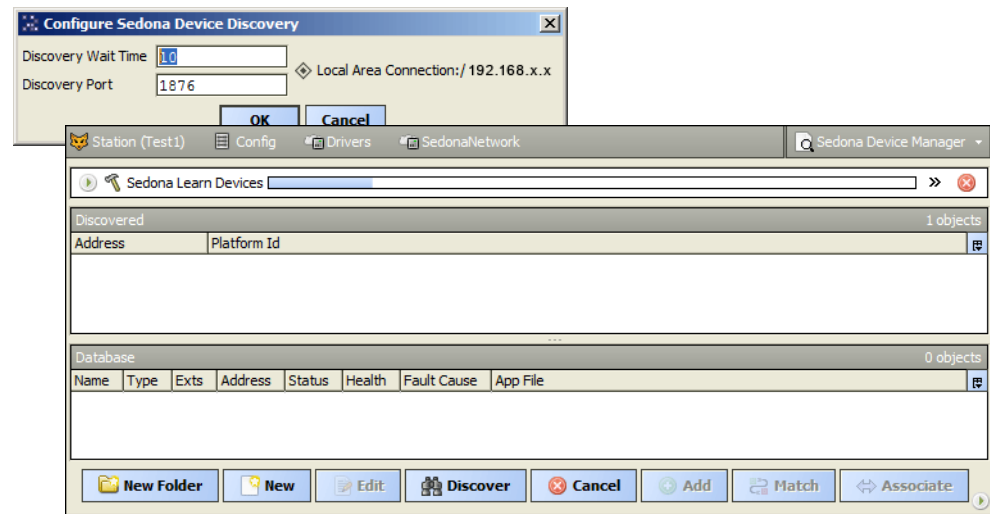 Configure Sedona Device Discovery
Discovery Wait Time 10
Local Area Connection:/192.168.x.x
Discovery Port 1876
OK Cancel
Station (Test1) Config Drivers SedonaNetwork Sedona Device Manager
Sedona Learn Devices
Discovered 1 objects
Address Platform Id
Database 0 objects
Name Type Exts Address Status Health Fault Cause App File
New Folder New Edit Discover Cancel Add Match Associate